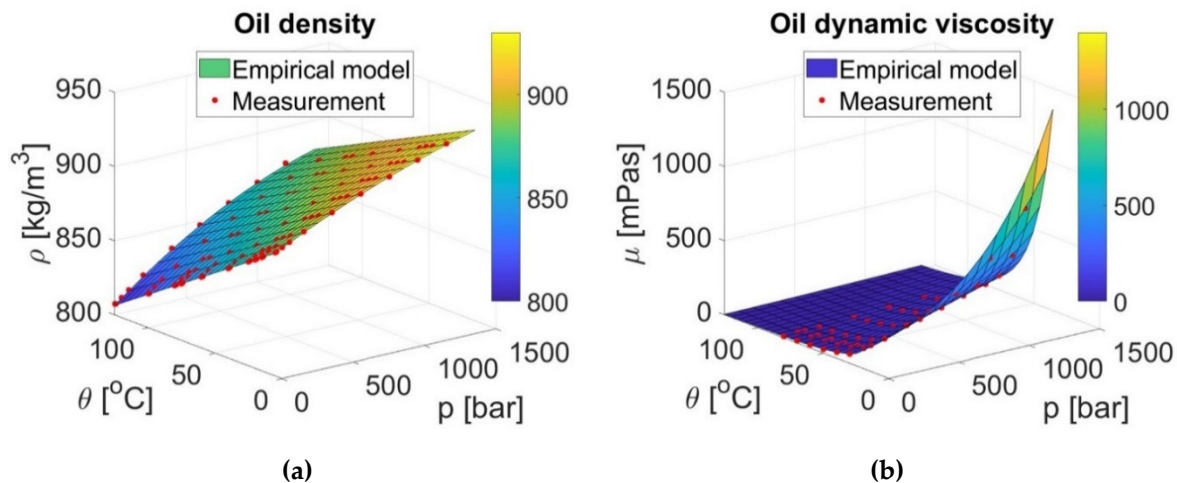 Oil density
Empirical model
Measurement
950
900
850
800
ρ [kg/m³]
100
50
0
θ [°C]
0
500
1000
1500
p [bar]
900
850
800
(a)
Oil dynamic viscosity
Empirical model
Measurement
1500
1000
500
0
μ [mPas]
100
50
0
θ [°C]
0
500
1000
1500
p [bar]
1000
500
0
(b)